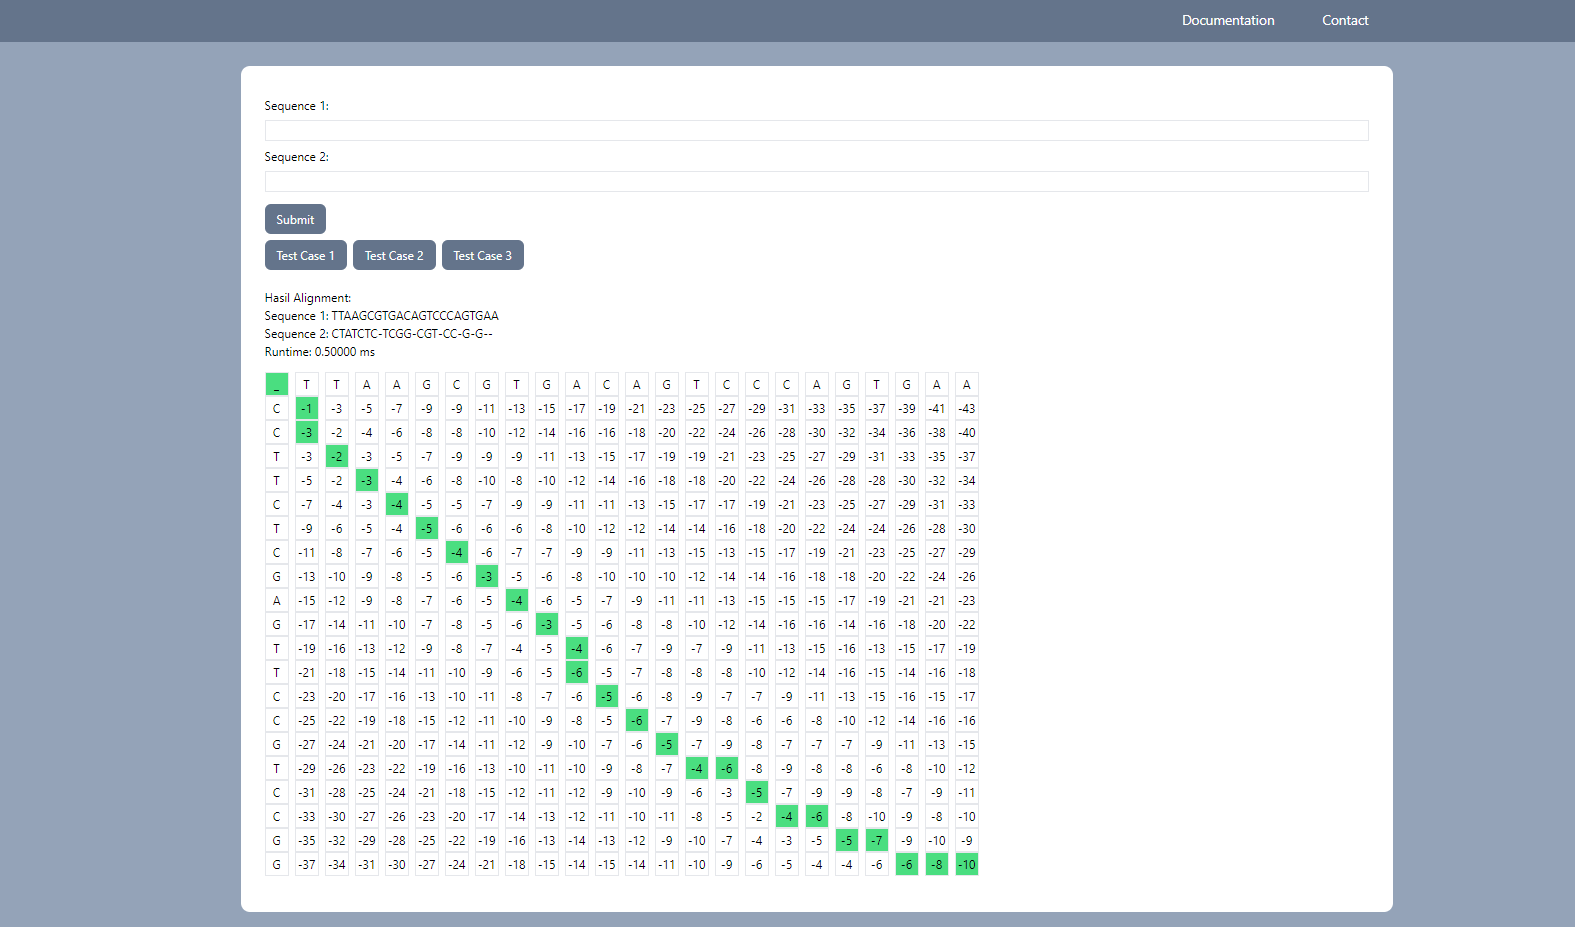 Documentation Contact
Sequence 1:
Sequence 2:
Submit
Test Case 1 Test Case 2 Test Case 3
Hasil Alignment:
Sequence 1: TTAAGCGTGACAGTCCCAGTGAA
Sequence 2: CTATCTC-TCGG-CGT-CC-G-G--
Runtime: 0.50000 ms
_ T T A A G C G T G A C A G T C C C A G T G A A
C -1 -3 -5 -7 -9 -9 -11 -13 -15 -17 -19 -21 -23 -25 -27 -29 -31 -33 -35 -37 -39 -41 -43
C -3 -2 -4 -6 -8 -8 -10 -12 -14 -16 -16 -18 -20 -22 -24 -26 -28 -30 -32 -34 -36 -38 -40
T -3 -2 -3 -5 -7 -9 -9 -9 -11 -13 -15 -17 -19 -19 -21 -23 -25 -27 -29 -31 -33 -35 -37
T -5 -2 -3 -4 -6 -8 -10 -8 -10 -12 -14 -16 -18 -18 -20 -22 -24 -26 -28 -28 -30 -32 -34
C -7 -4 -3 -4 -5 -5 -7 -9 -9 -11 -11 -13 -15 -17 -17 -19 -21 -23 -25 -27 -29 -31 -33
T -9 -6 -5 -4 -5 -6 -6 -6 -8 -10 -12 -12 -14 -14 -16 -18 -20 -22 -24 -24 -26 -28 -30
C -11 -8 -7 -6 -5 -4 -6 -7 -7 -9 -9 -11 -13 -15 -13 -15 -17 -19 -21 -23 -25 -27 -29
G -13 -10 -9 -8 -5 -6 -3 -5 -6 -8 -10 -10 -10 -12 -14 -14 -16 -18 -18 -20 -22 -24 -26
A -15 -12 -9 -8 -7 -6 -5 -4 -6 -5 -7 -9 -11 -11 -13 -15 -15 -15 -17 -19 -21 -21 -23
G -17 -14 -11 -10 -7 -8 -5 -6 -3 -5 -6 -8 -8 -10 -12 -14 -16 -16 -14 -16 -18 -20 -22
T -19 -16 -13 -12 -9 -8 -7 -4 -5 -4 -6 -7 -9 -7 -9 -11 -13 -15 -16 -13 -15 -17 -19
T -21 -18 -15 -14 -11 -10 -9 -6 -5 -6 -5 -7 -8 -8 -8 -10 -12 -14 -16 -15 -14 -16 -18
C -23 -20 -17 -16 -13 -10 -11 -8 -7 -6 -5 -6 -8 -9 -7 -7 -9 -11 -13 -15 -16 -15 -17
C -25 -22 -19 -18 -15 -12 -11 -10 -9 -8 -5 -6 -7 -9 -8 -6 -6 -8 -10 -12 -14 -16 -16
G -27 -24 -21 -20 -17 -14 -11 -12 -9 -10 -7 -6 -5 -7 -9 -8 -7 -7 -7 -9 -11 -13 -15
T -29 -26 -23 -22 -19 -16 -13 -10 -11 -10 -9 -8 -7 -4 -6 -8 -9 -8 -8 -6 -8 -10 -12
C -31 -28 -25 -24 -21 -18 -15 -12 -11 -12 -9 -10 -9 -6 -3 -5 -7 -9 -9 -8 -7 -9 -11
C -33 -30 -27 -26 -23 -20 -17 -14 -13 -12 -11 -10 -11 -8 -5 -2 -4 -6 -8 -10 -9 -8 -10
G -35 -32 -29 -28 -25 -22 -19 -16 -13 -14 -13 -12 -9 -10 -7 -4 -3 -5 -5 -7 -9 -10 -9
G -37 -34 -31 -30 -27 -24 -21 -18 -15 -14 -15 -14 -11 -10 -9 -6 -5 -4 -4 -6 -6 -8 -10